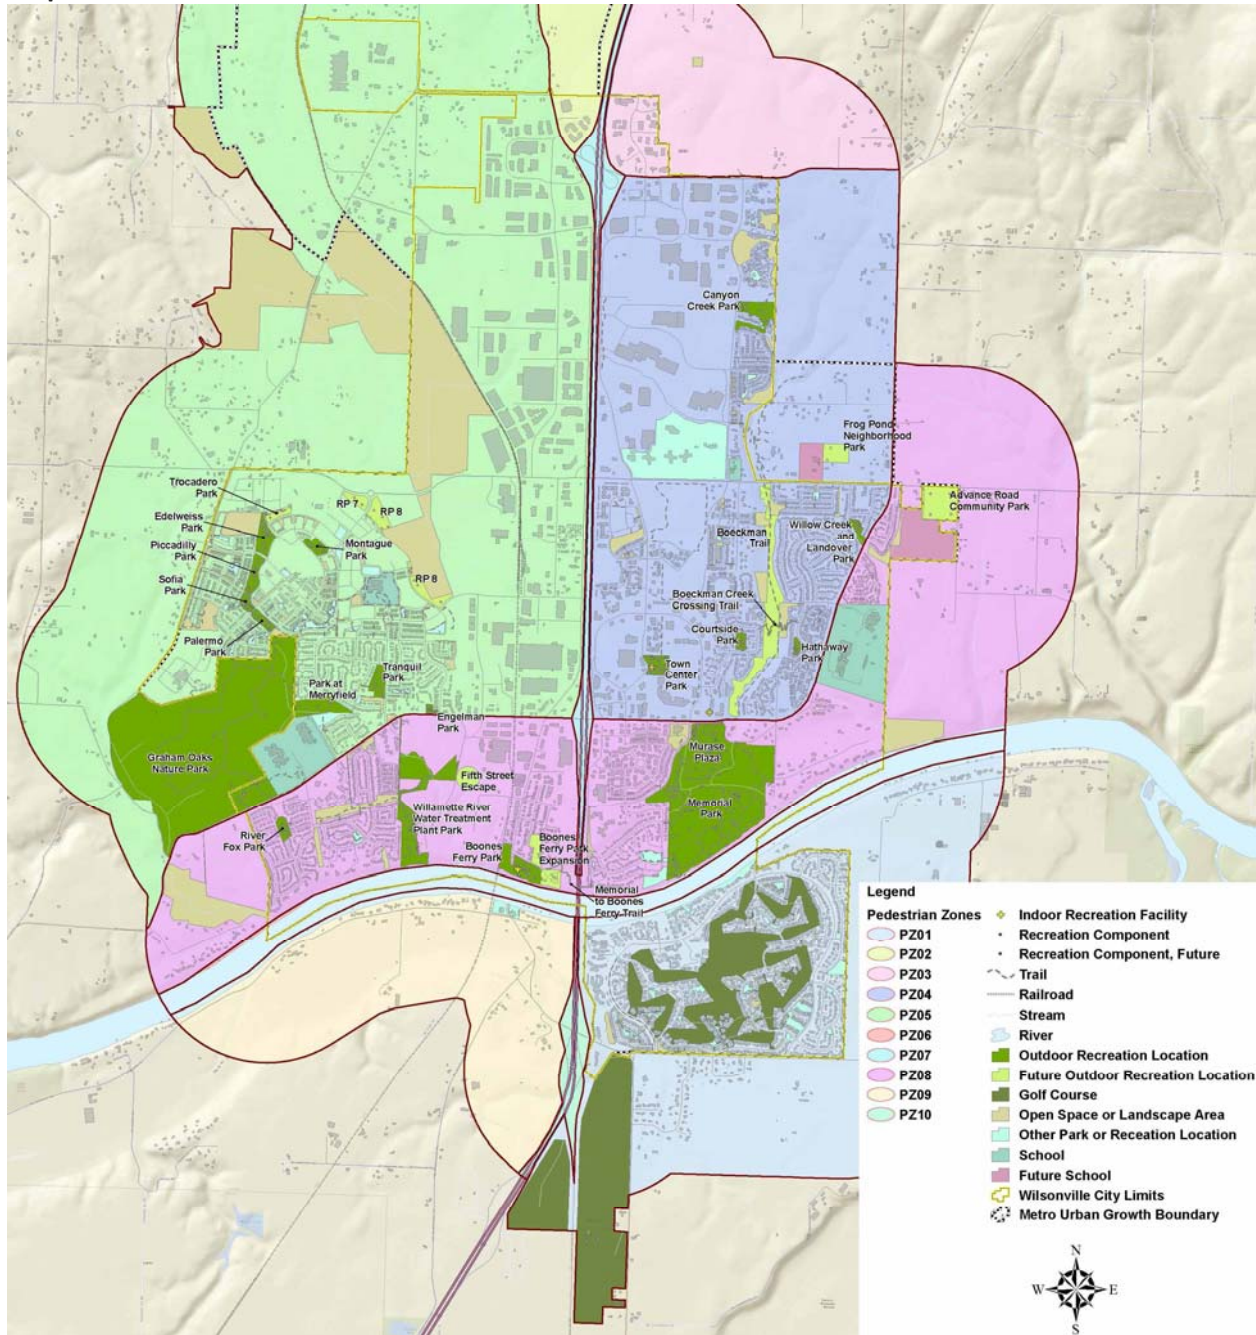 Canyon
Creek Park
Frog Pond
Neighborhood
Park
Trocadero
Park
RP 7
RP 8
Advance Road
Community Park
Edelweiss
Park
Piccadilly
Park
Montague
Park
Boeckman
Trail
Willow Creek
and
Landover
Park
Sofia
Park
RP 8
Boeckman Creek
Crossing Trail
Palermo
Park
Courtside
Park
Hathaway
Park
Tranquil
Park
Town
Center
Park
Park at
Merryfield
Engelman
Park
Graham Oaks
Nature Park
Murase
Plaza
Fifth Street
Escape
Willamette River
Water Treatment
Plant Park
Memorial
Park
River
Fox Park
Boones
Ferry Park
Boones
Ferry Park
Expansion
Memorial
to Boones
Ferry Trail
Legend
Pedestrian Zones
PZ01
PZ02
PZ03
PZ04
PZ05
PZ06
PZ07
PZ08
PZ09
PZ10
Indoor Recreation Facility
Recreation Component
Recreation Component, Future
Trail
Railroad
Stream
River
Outdoor Recreation Location
Future Outdoor Recreation Location
Golf Course
Open Space or Landscape Area
Other Park or Receation Location
School
Future School
Wilsonville City Limits
Metro Urban Growth Boundary
N
W
E
S